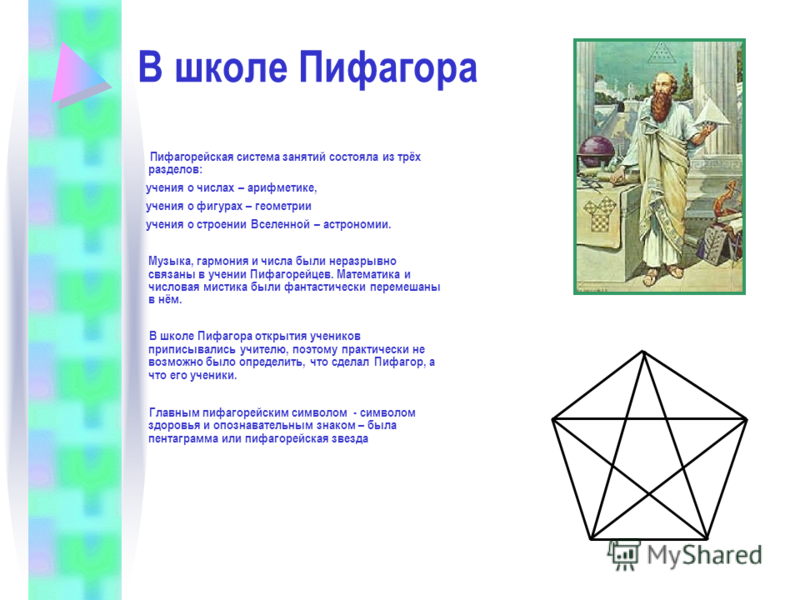 В школе Пифагора
Пифагорейская система занятий состояла из трёх
разделов:
учения о числах – арифметике,
учения о фигурах – геометрии
учения о строении Вселенной – астрономии.
Музыка, гармония и числа были неразрывно
связаны в учении Пифагорейцев. Математика и
числовая мистика были фантастически перемешаны
в нём.
В школе Пифагора открытия учеников
приписывались учителю, поэтому практически не
возможно было определить, что сделал Пифагор, а
что его ученики.
Главным пифагорейским символом - символом
здоровья и опознавательным знаком – была
пентаграмма или пифагорейская звезда
MyShared